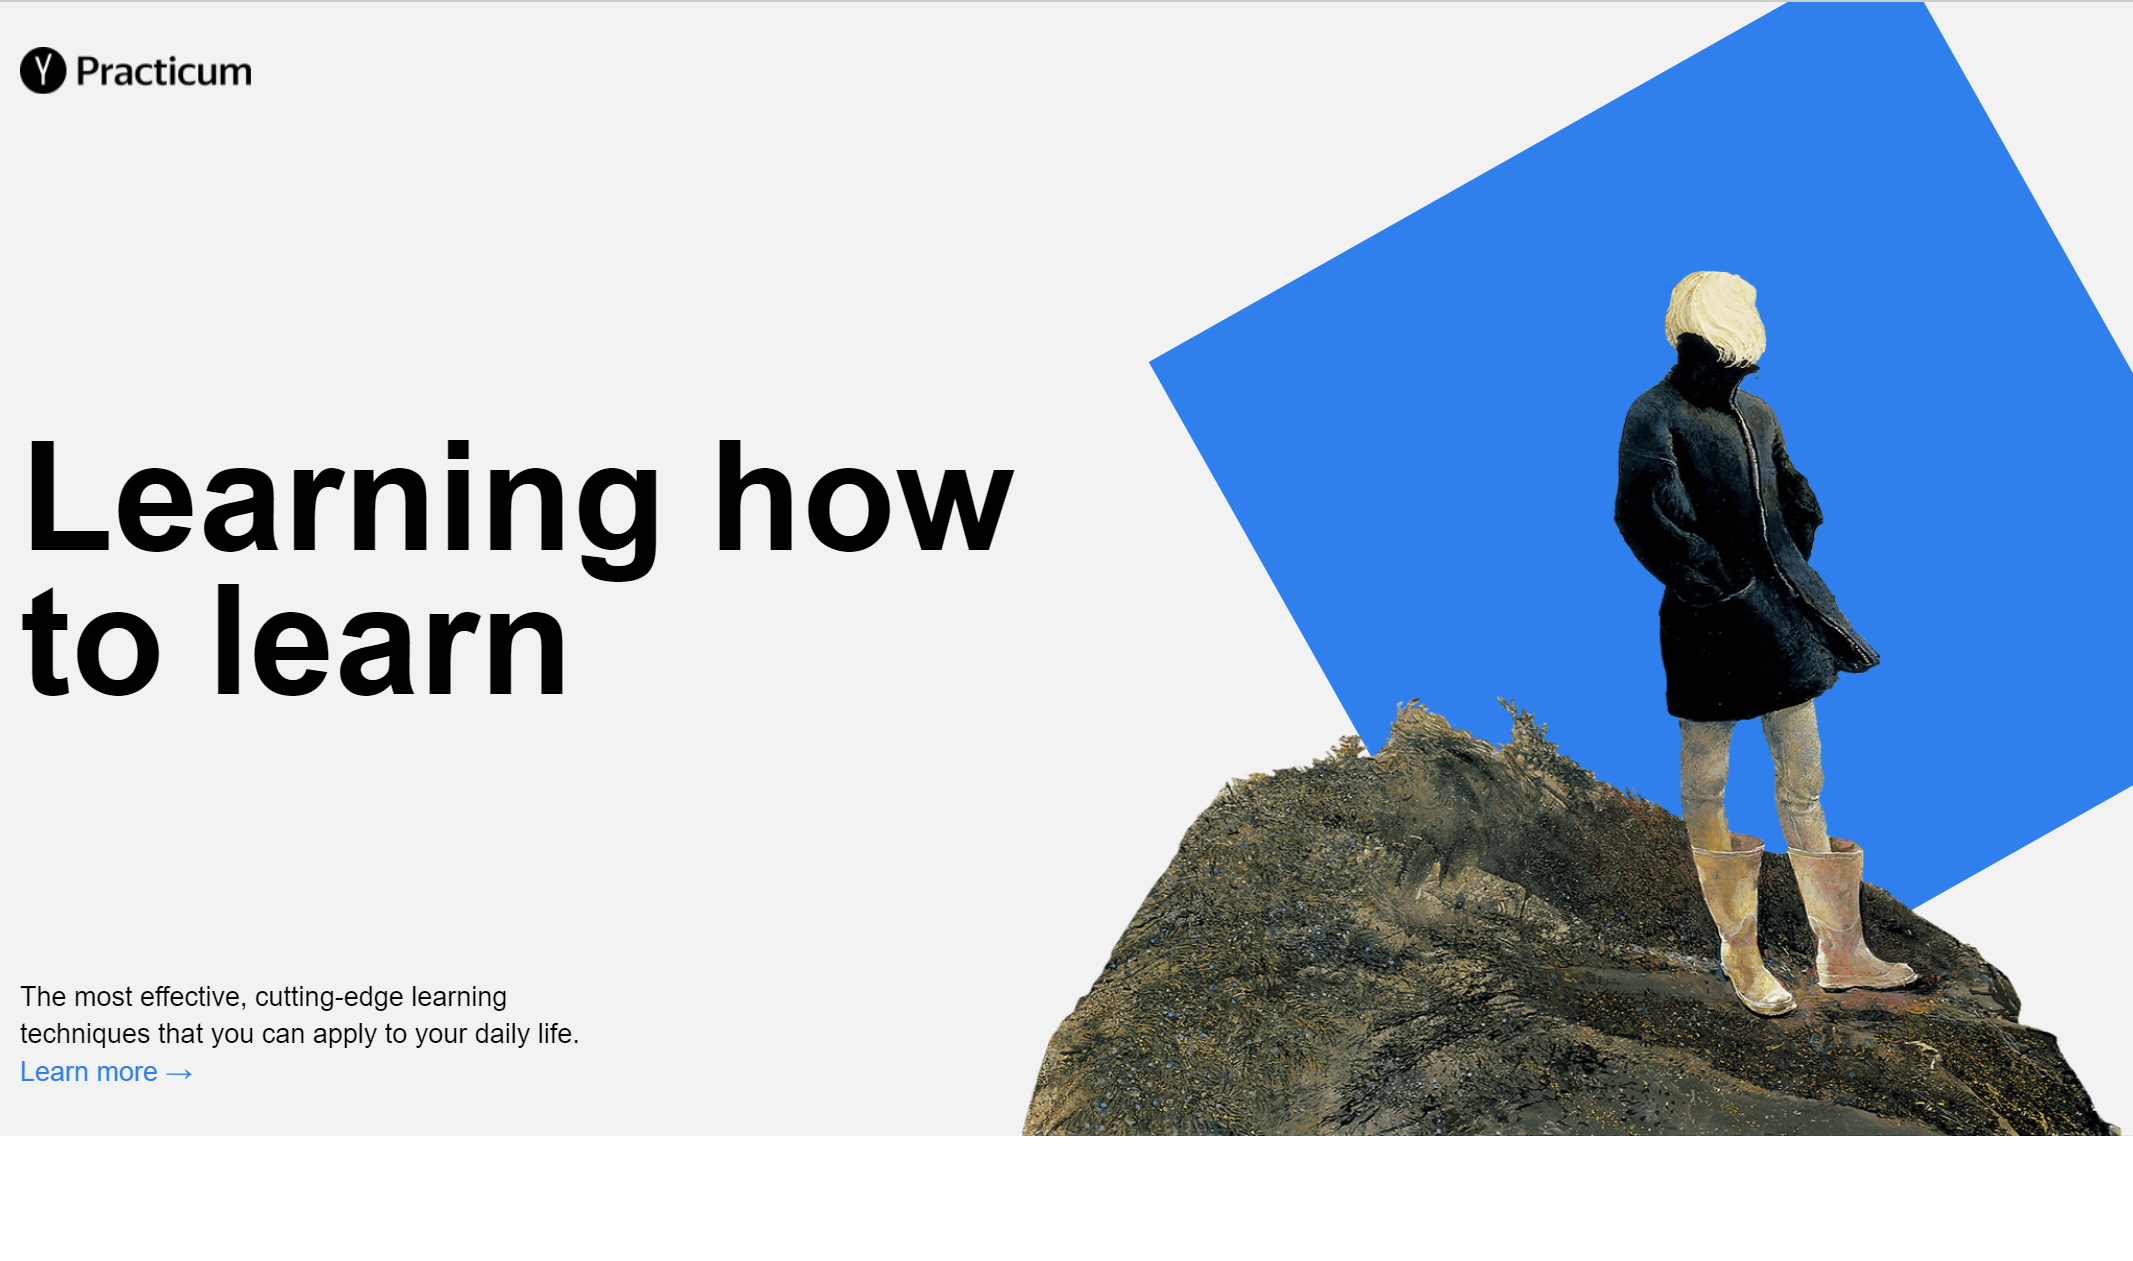 Y Practicum
Learning how
to learn
The most effective, cutting-edge learning
techniques that you can apply to your daily life.
Learn more →